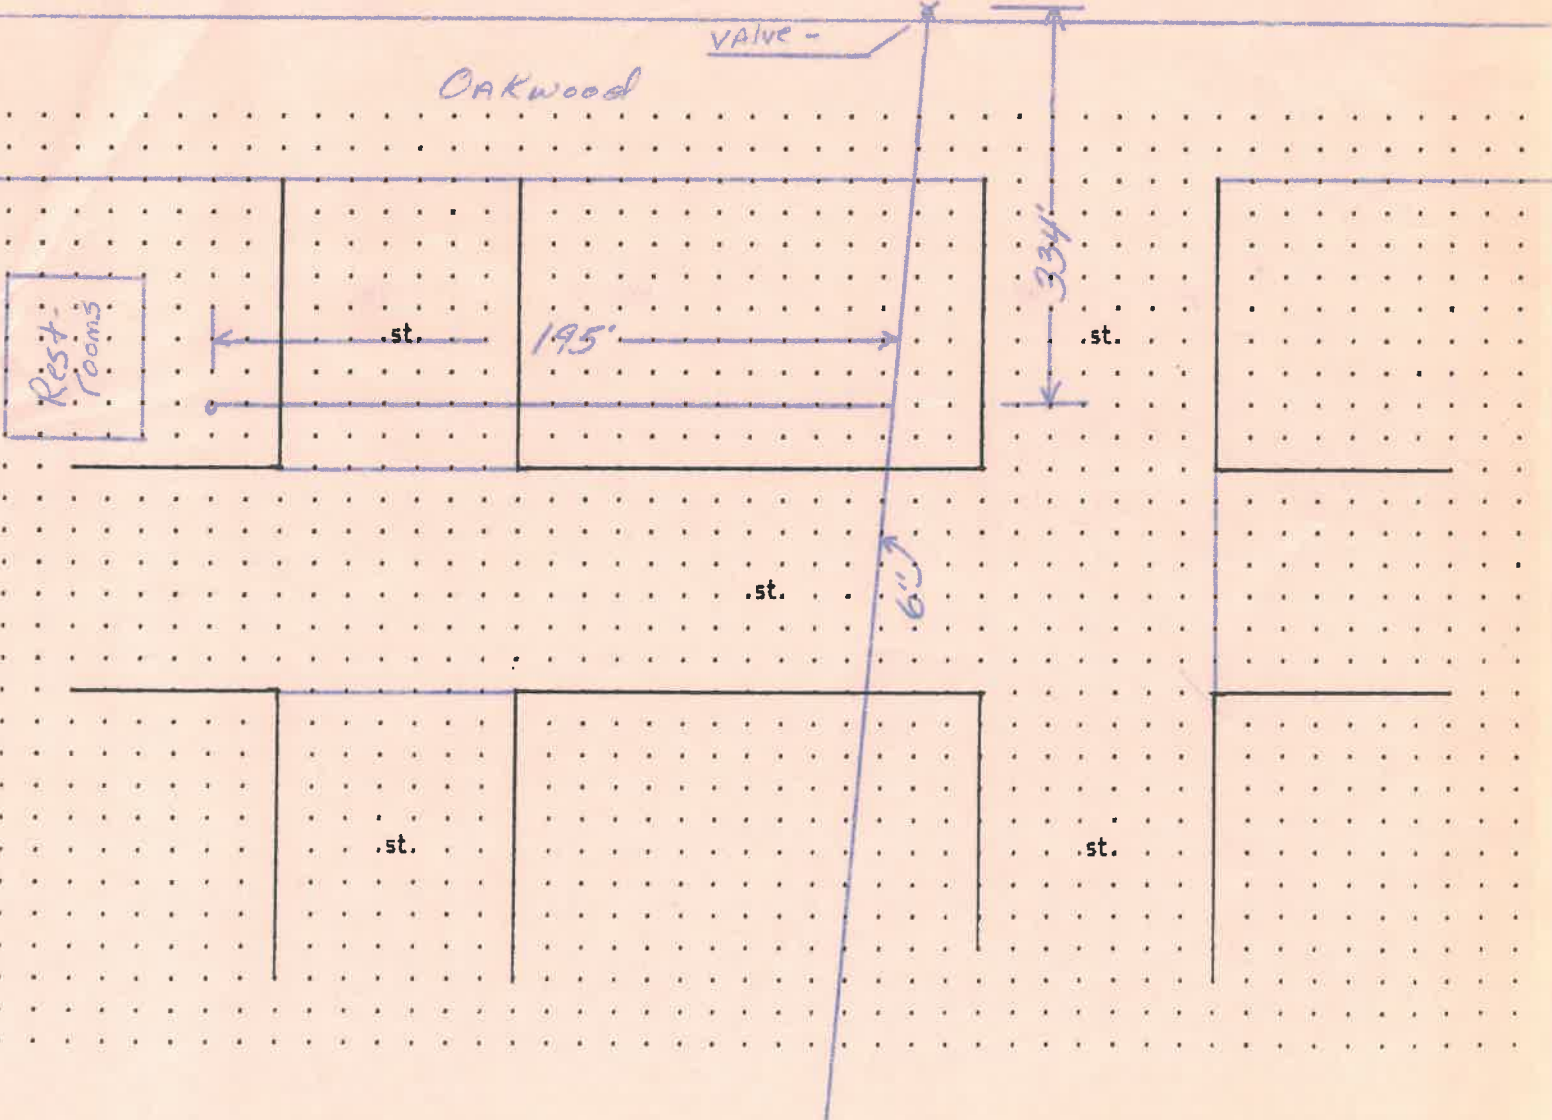 VAlve -
OAKwood
334'
.st.
195'
.st.
Rest-
rooms
6"
.st.
.st.
.st.